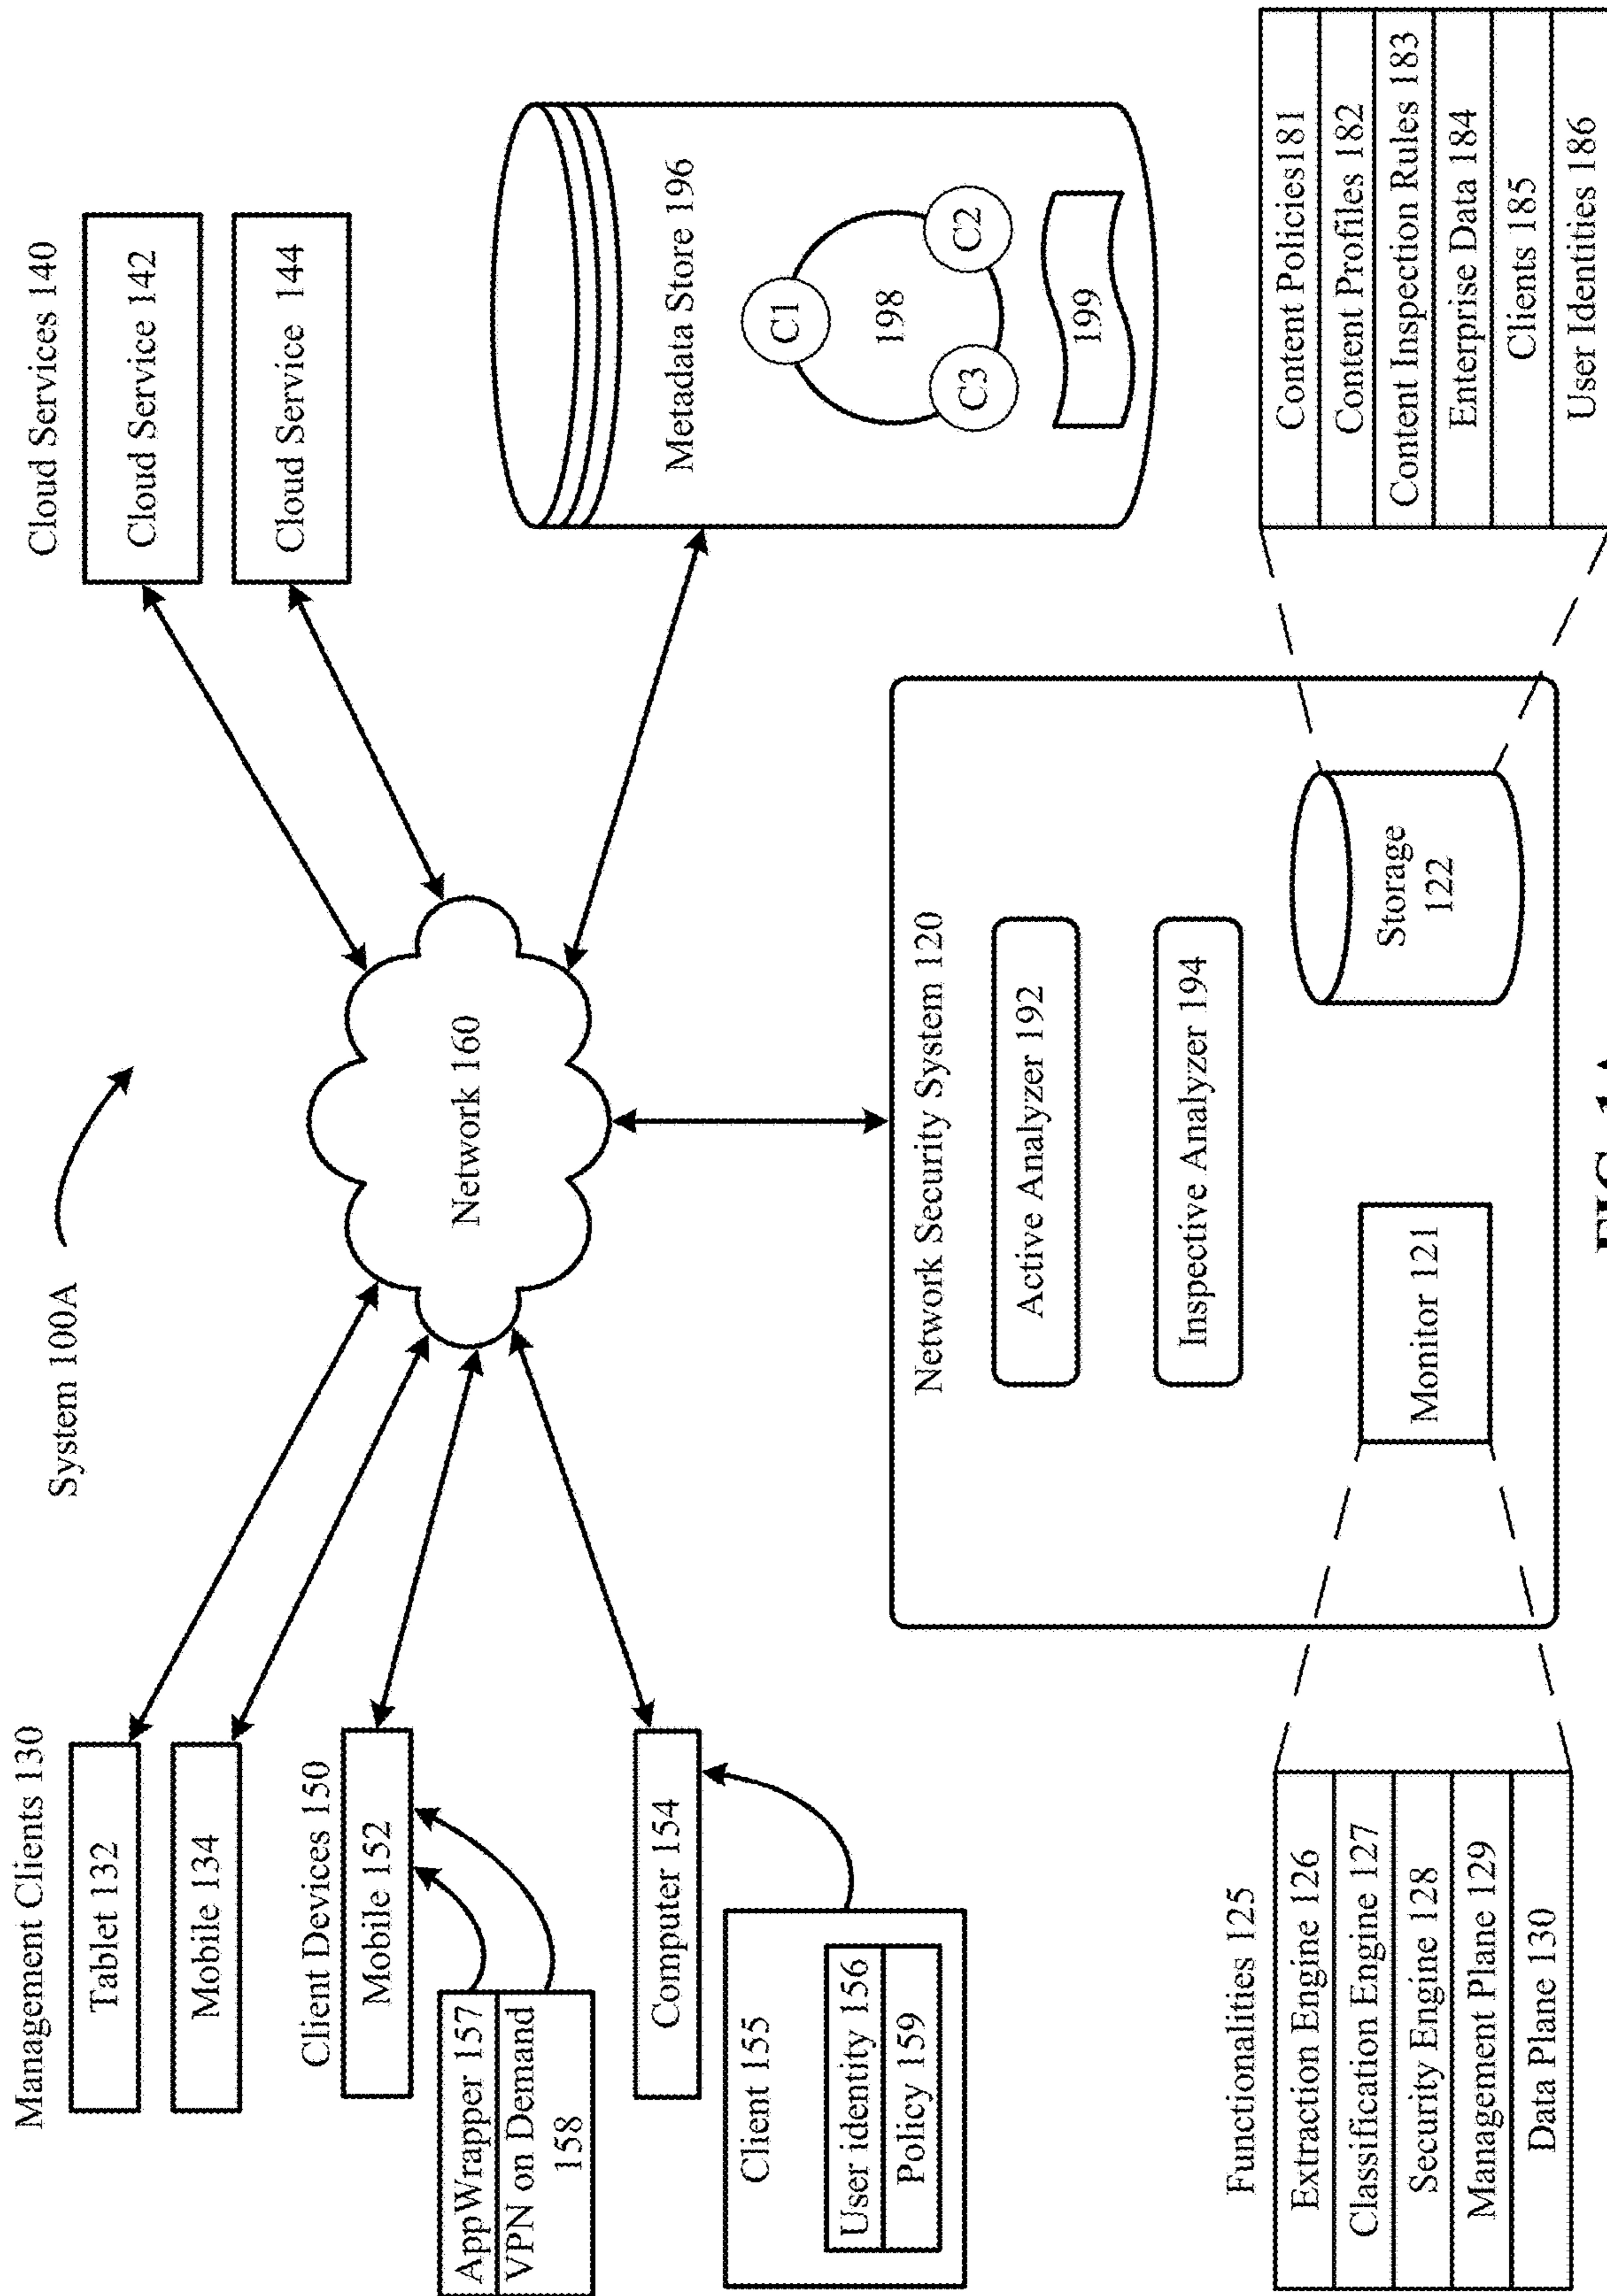 System 100A
Management Clients 130
Tablet 132
Mobile 134
Client Devices 150
Mobile 152
AppWrapper 157
VPN on Demand
158
Computer 154
Client 155
User identity 156
Policy 159
Network 160
Cloud Services 140
Cloud Service 142
Cloud Service 144
Metadata Store 196
C1
198
C3
C2
199
Network Security System 120
Active Analyzer 192
Inspective Analyzer 194
Monitor 121
Storage
122
Functionalities 125
Extraction Engine 126
Classification Engine 127
Security Engine 128
Management Plane 129
Data Plane 130
Content Policies181
Content Profiles 182
Content Inspection Rules 183
Enterprise Data 184
Clients 185
User Identities 186